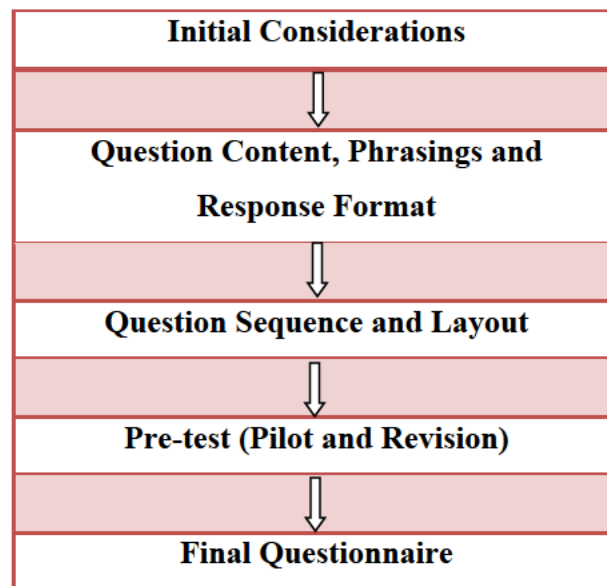 Initial Considerations
Question Content, Phrasings and
Response Format
Question Sequence and Layout
Pre-test (Pilot and Revision)
Final Questionnaire